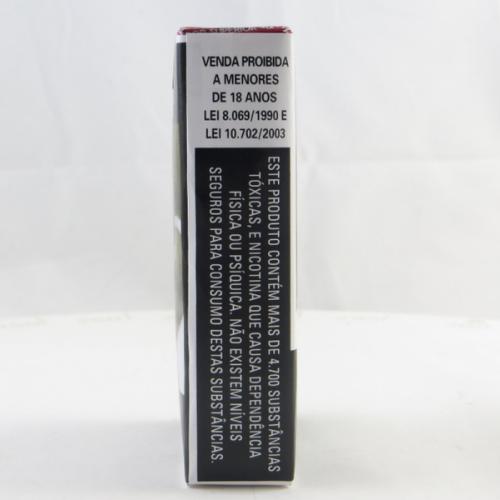 VENDA PROIBIDA
A MENORES
DE 18 ANOS
LEI 8.069/1990 E
LEI 10.702/2003
ESTE PRODUTO CONTÉM MAIS DE 4.700 SUBSTÂNCIAS
TÓXICAS, E NICOTINA QUE CAUSA DEPENDÊNCIA
FÍSICA OU PSÍQUICA. NÃO EXISTEM NÍVEIS
SEGUROS PARA CONSUMO DESTAS SUBSTÂNCIAS.